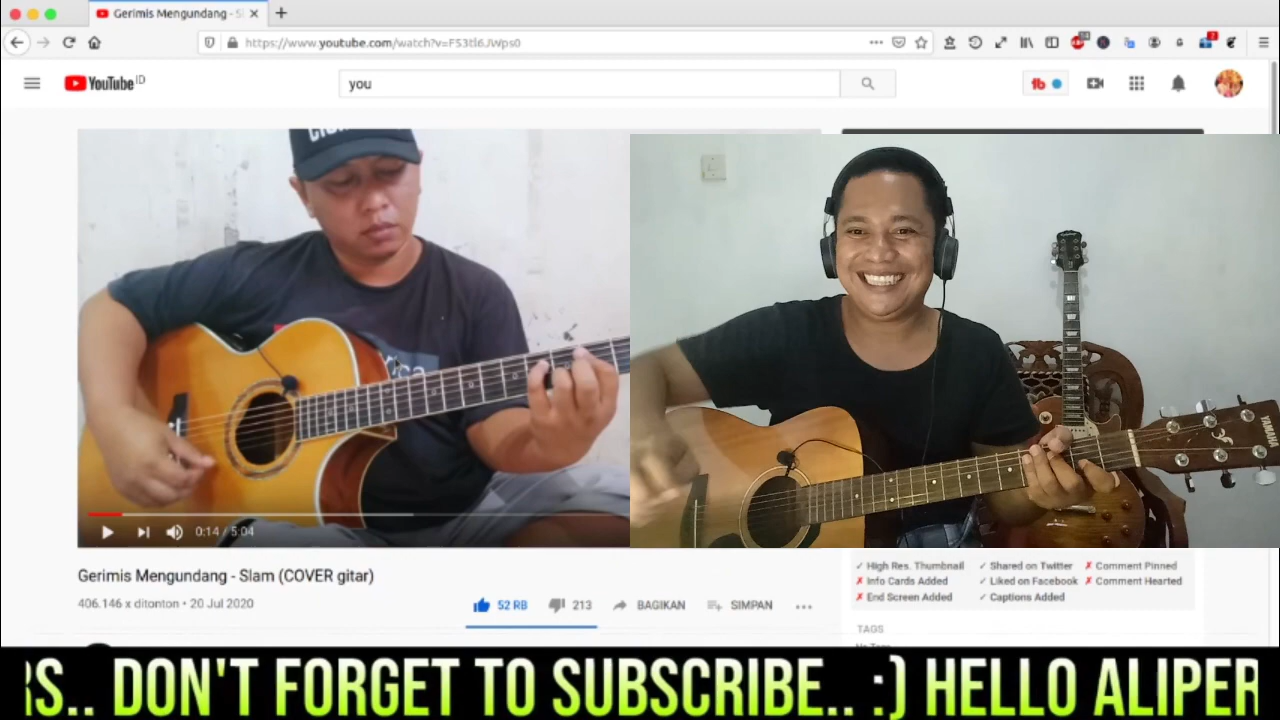 Gerimis Mengundang - S
https://www.youtube.com/watch?v=FS3tl6JWps0
YouTube ID
you
0:14 / 5:04
YAMAHA
Gerimis Mengundang - Slam (COVER gitar)
406.146 x ditonton • 20 Jul 2020
52 RB
213
BAGIKAN
SIMPAN
✓ High Res. Thumbnail ✓ Shared on Twitter ✗ Comment Pinned
✗ Info Cards Added ✓ Liked on Facebook ✗ Comment Hearted
✗ End Screen Added ✓ Captions Added
TAGS
RS.. DON'T FORGET TO SUBSCRIBE.. :) HELLO ALIPER